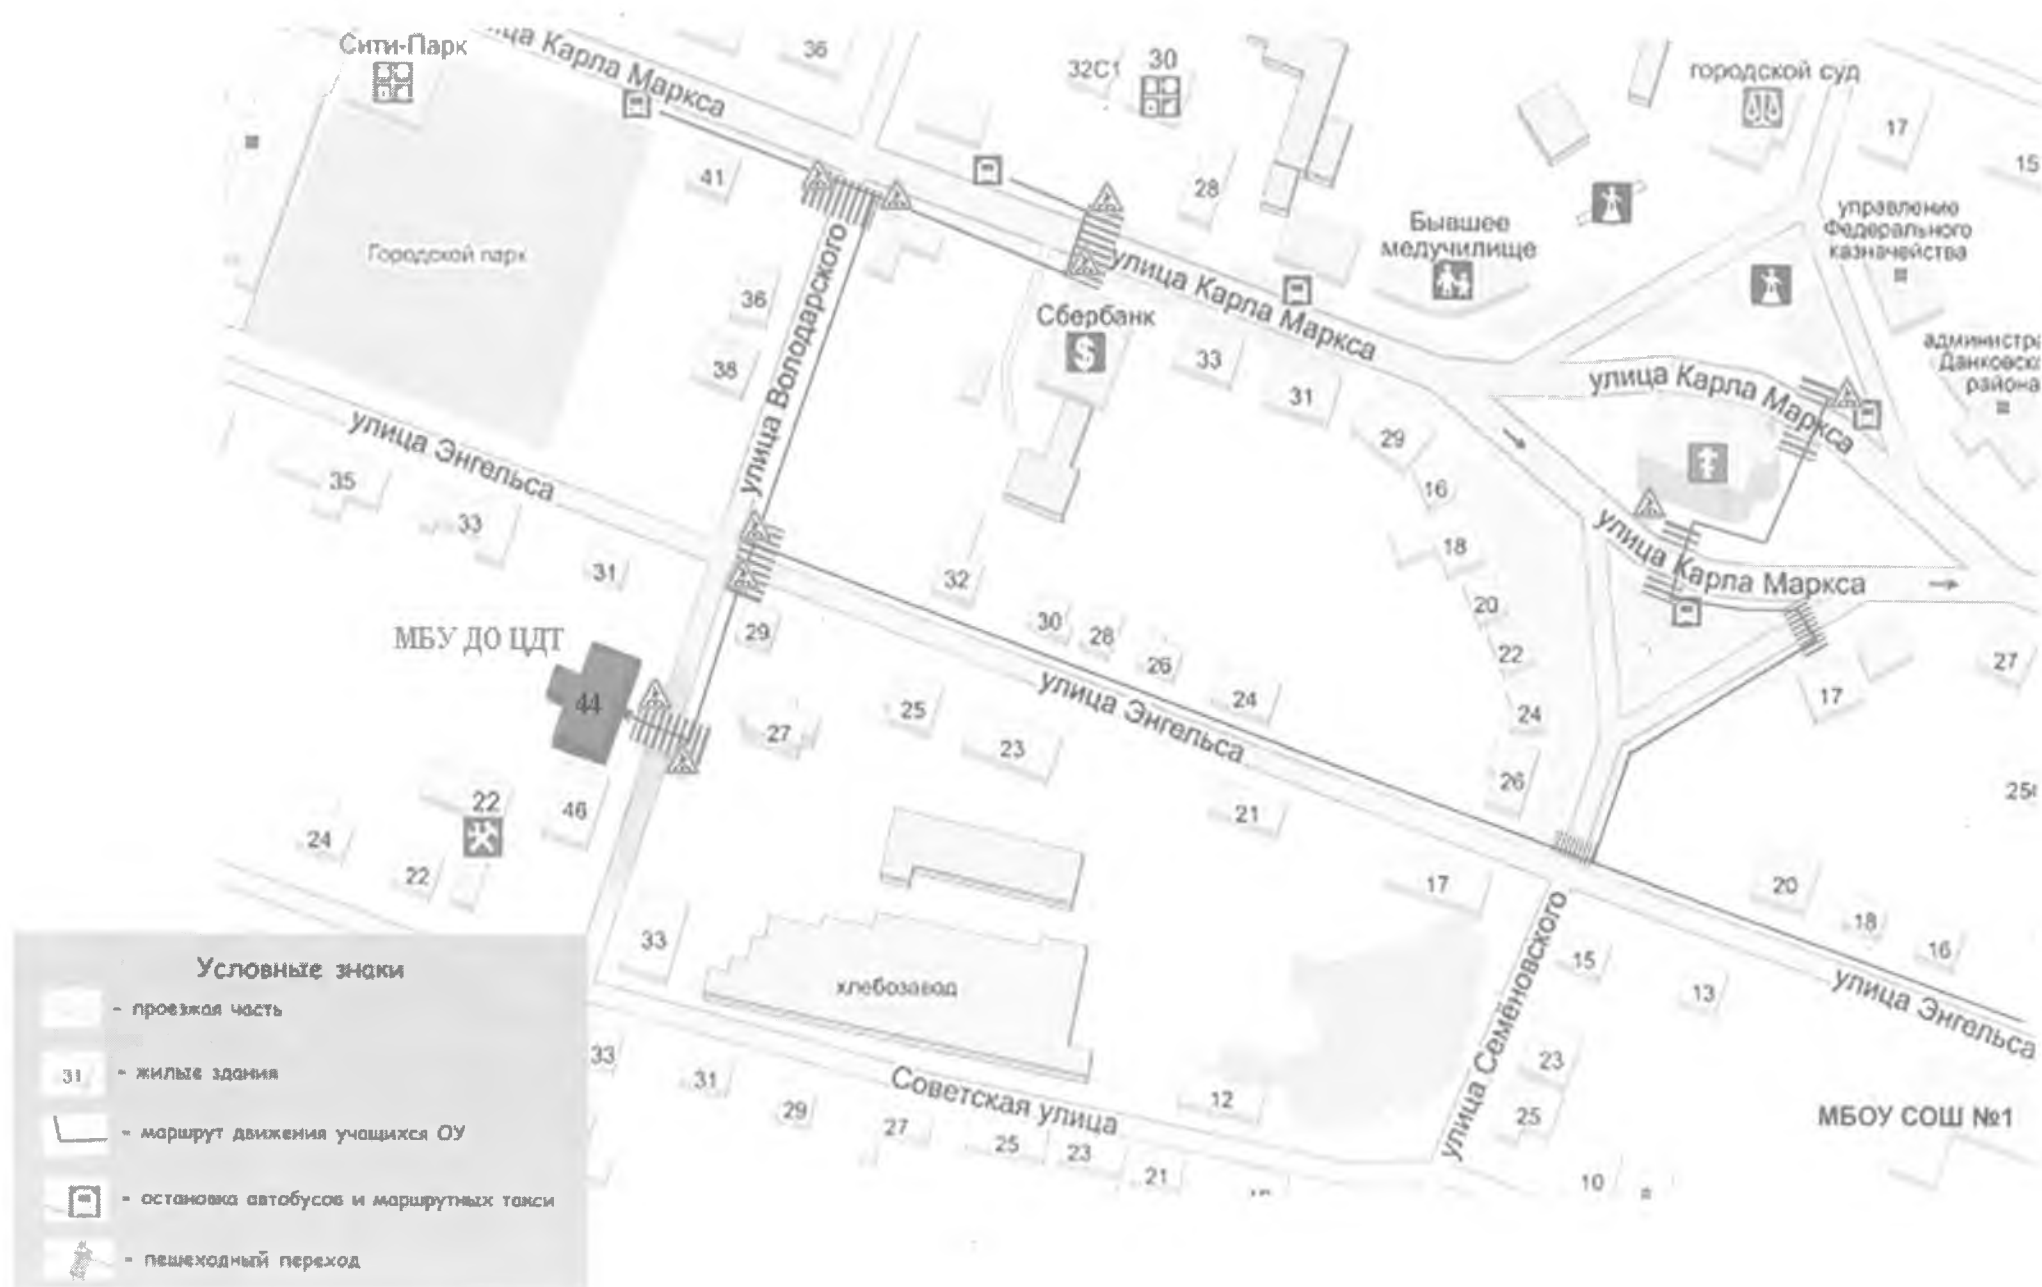 Сити-Парк
ица Карла Маркса
36
32С1
30
городской суд
17
15
41
28
Бывшее
медучилище
управление
Федерального
казначейства
Городской парк
36
38
улица Володарского
улица Карла Маркса
Сбербанк
33
31
29
16
18
20
22
24
26
улица Карла Маркса
Данковск
района
улица Карла Маркса
улица Энгельса
35
33
31
МБУ ДО ЦДТ
44
29
32
30
28
26
24
улица Энгельса
27
25
23
21
17
27
17
22
46
24
22
33
хлебозавод
17
20
18
16
улица Энгельса
15
13
улица Семёновского
23
25
10
МБОУ СОШ №1
Советская улица
33
31
29
27
25
23
21
12
Условные знаки
- проезжая часть
31 - жилые здания
- маршрут движения учащихся ОУ
- остановка автобусов и маршрутных такси
- пешеходный переход